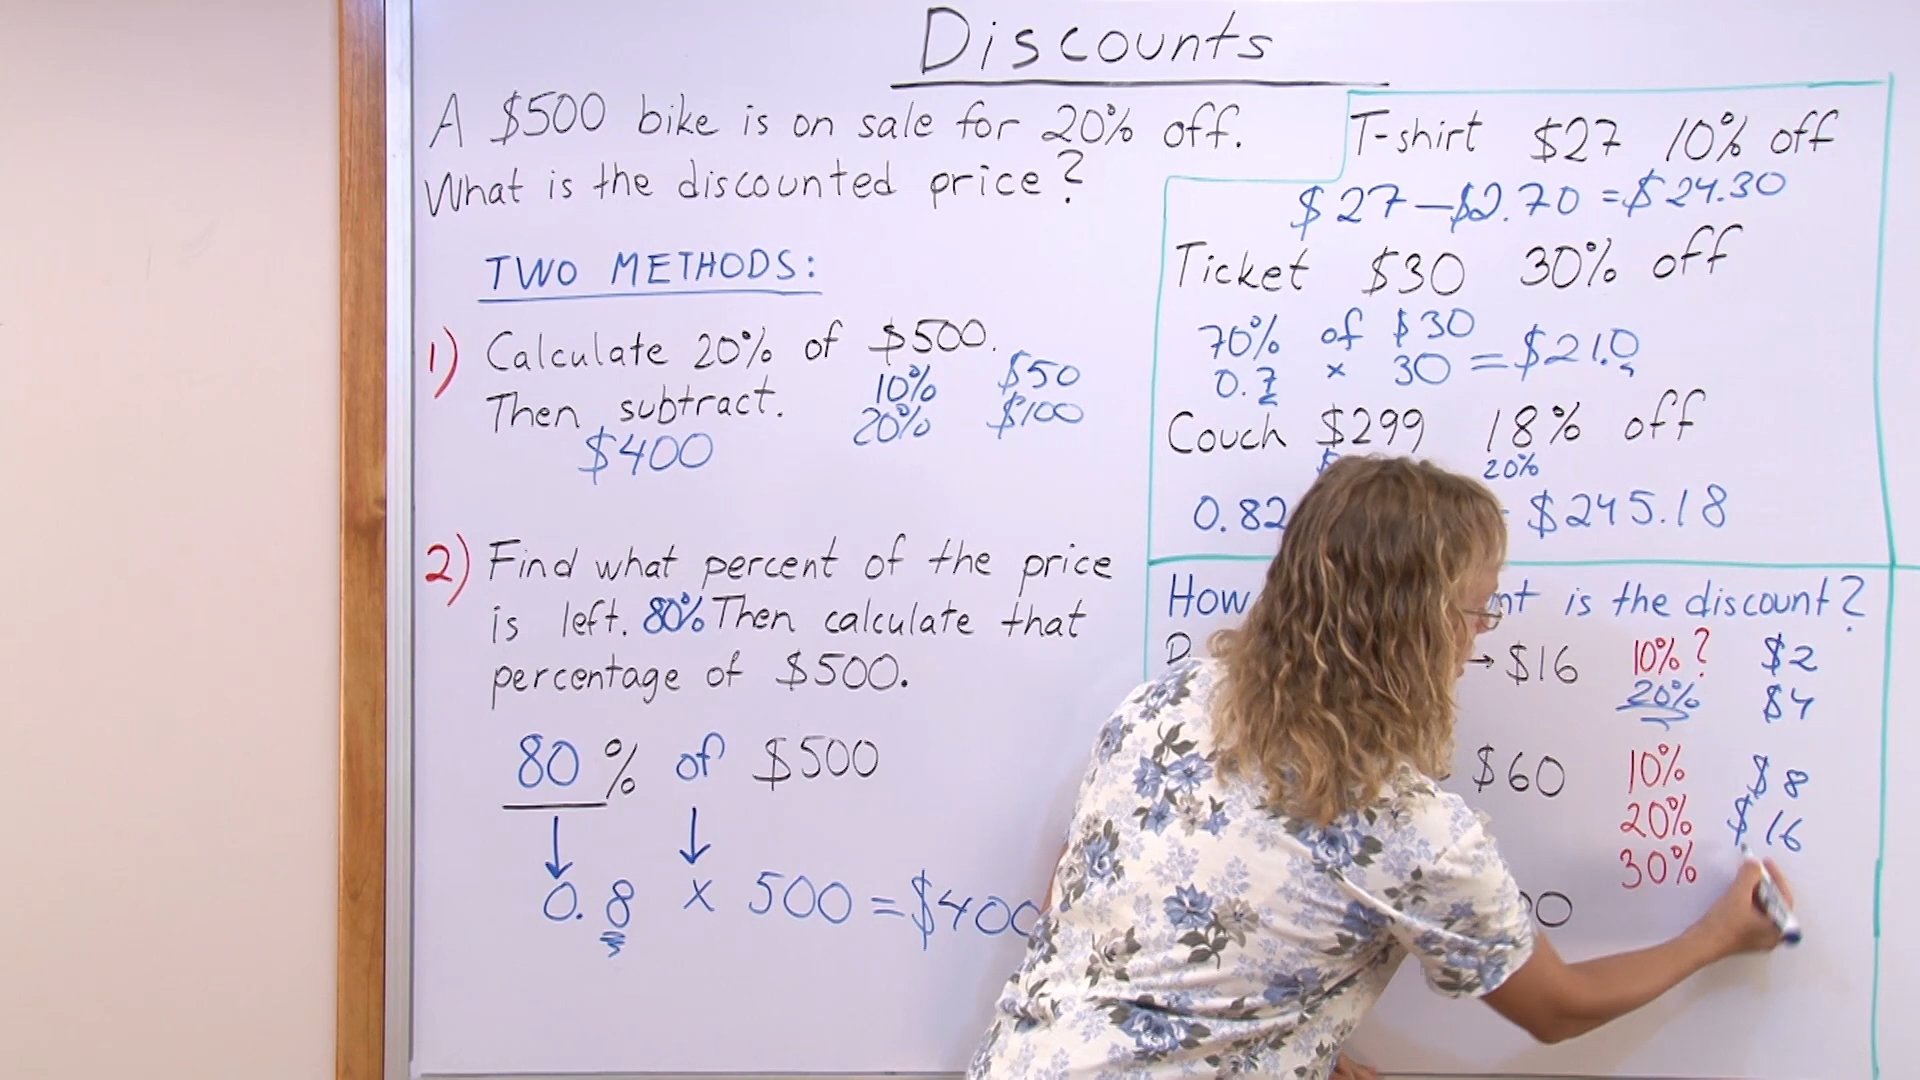 Discounts
A $500 bike is on sale for 20% off.
What is the discounted price?
TWO METHODS:
1) Calculate 20% of $500.
Then subtract.
10% $50
20% $100
$400
2) Find what percent of the price
is left. 80% Then calculate that
percentage of $500.
80% of $500
0.8 x 500 = $400
T-shirt $27 10% off
$27 - $2.70 = $24.30
Ticket $30 30% off
70% of $30
0.7 x 30 = $21.0
Couch $299 18% off
20%
0.82 $245.18
How is the discount?
→ $16 10%? $2
20% $4
$60 10% $8
20% $16
30%